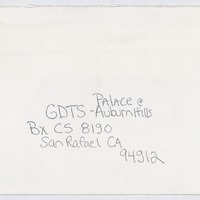 Palace @
GDTS - Auburn Hills
Bx CS 8190
San Rafael CA
94912